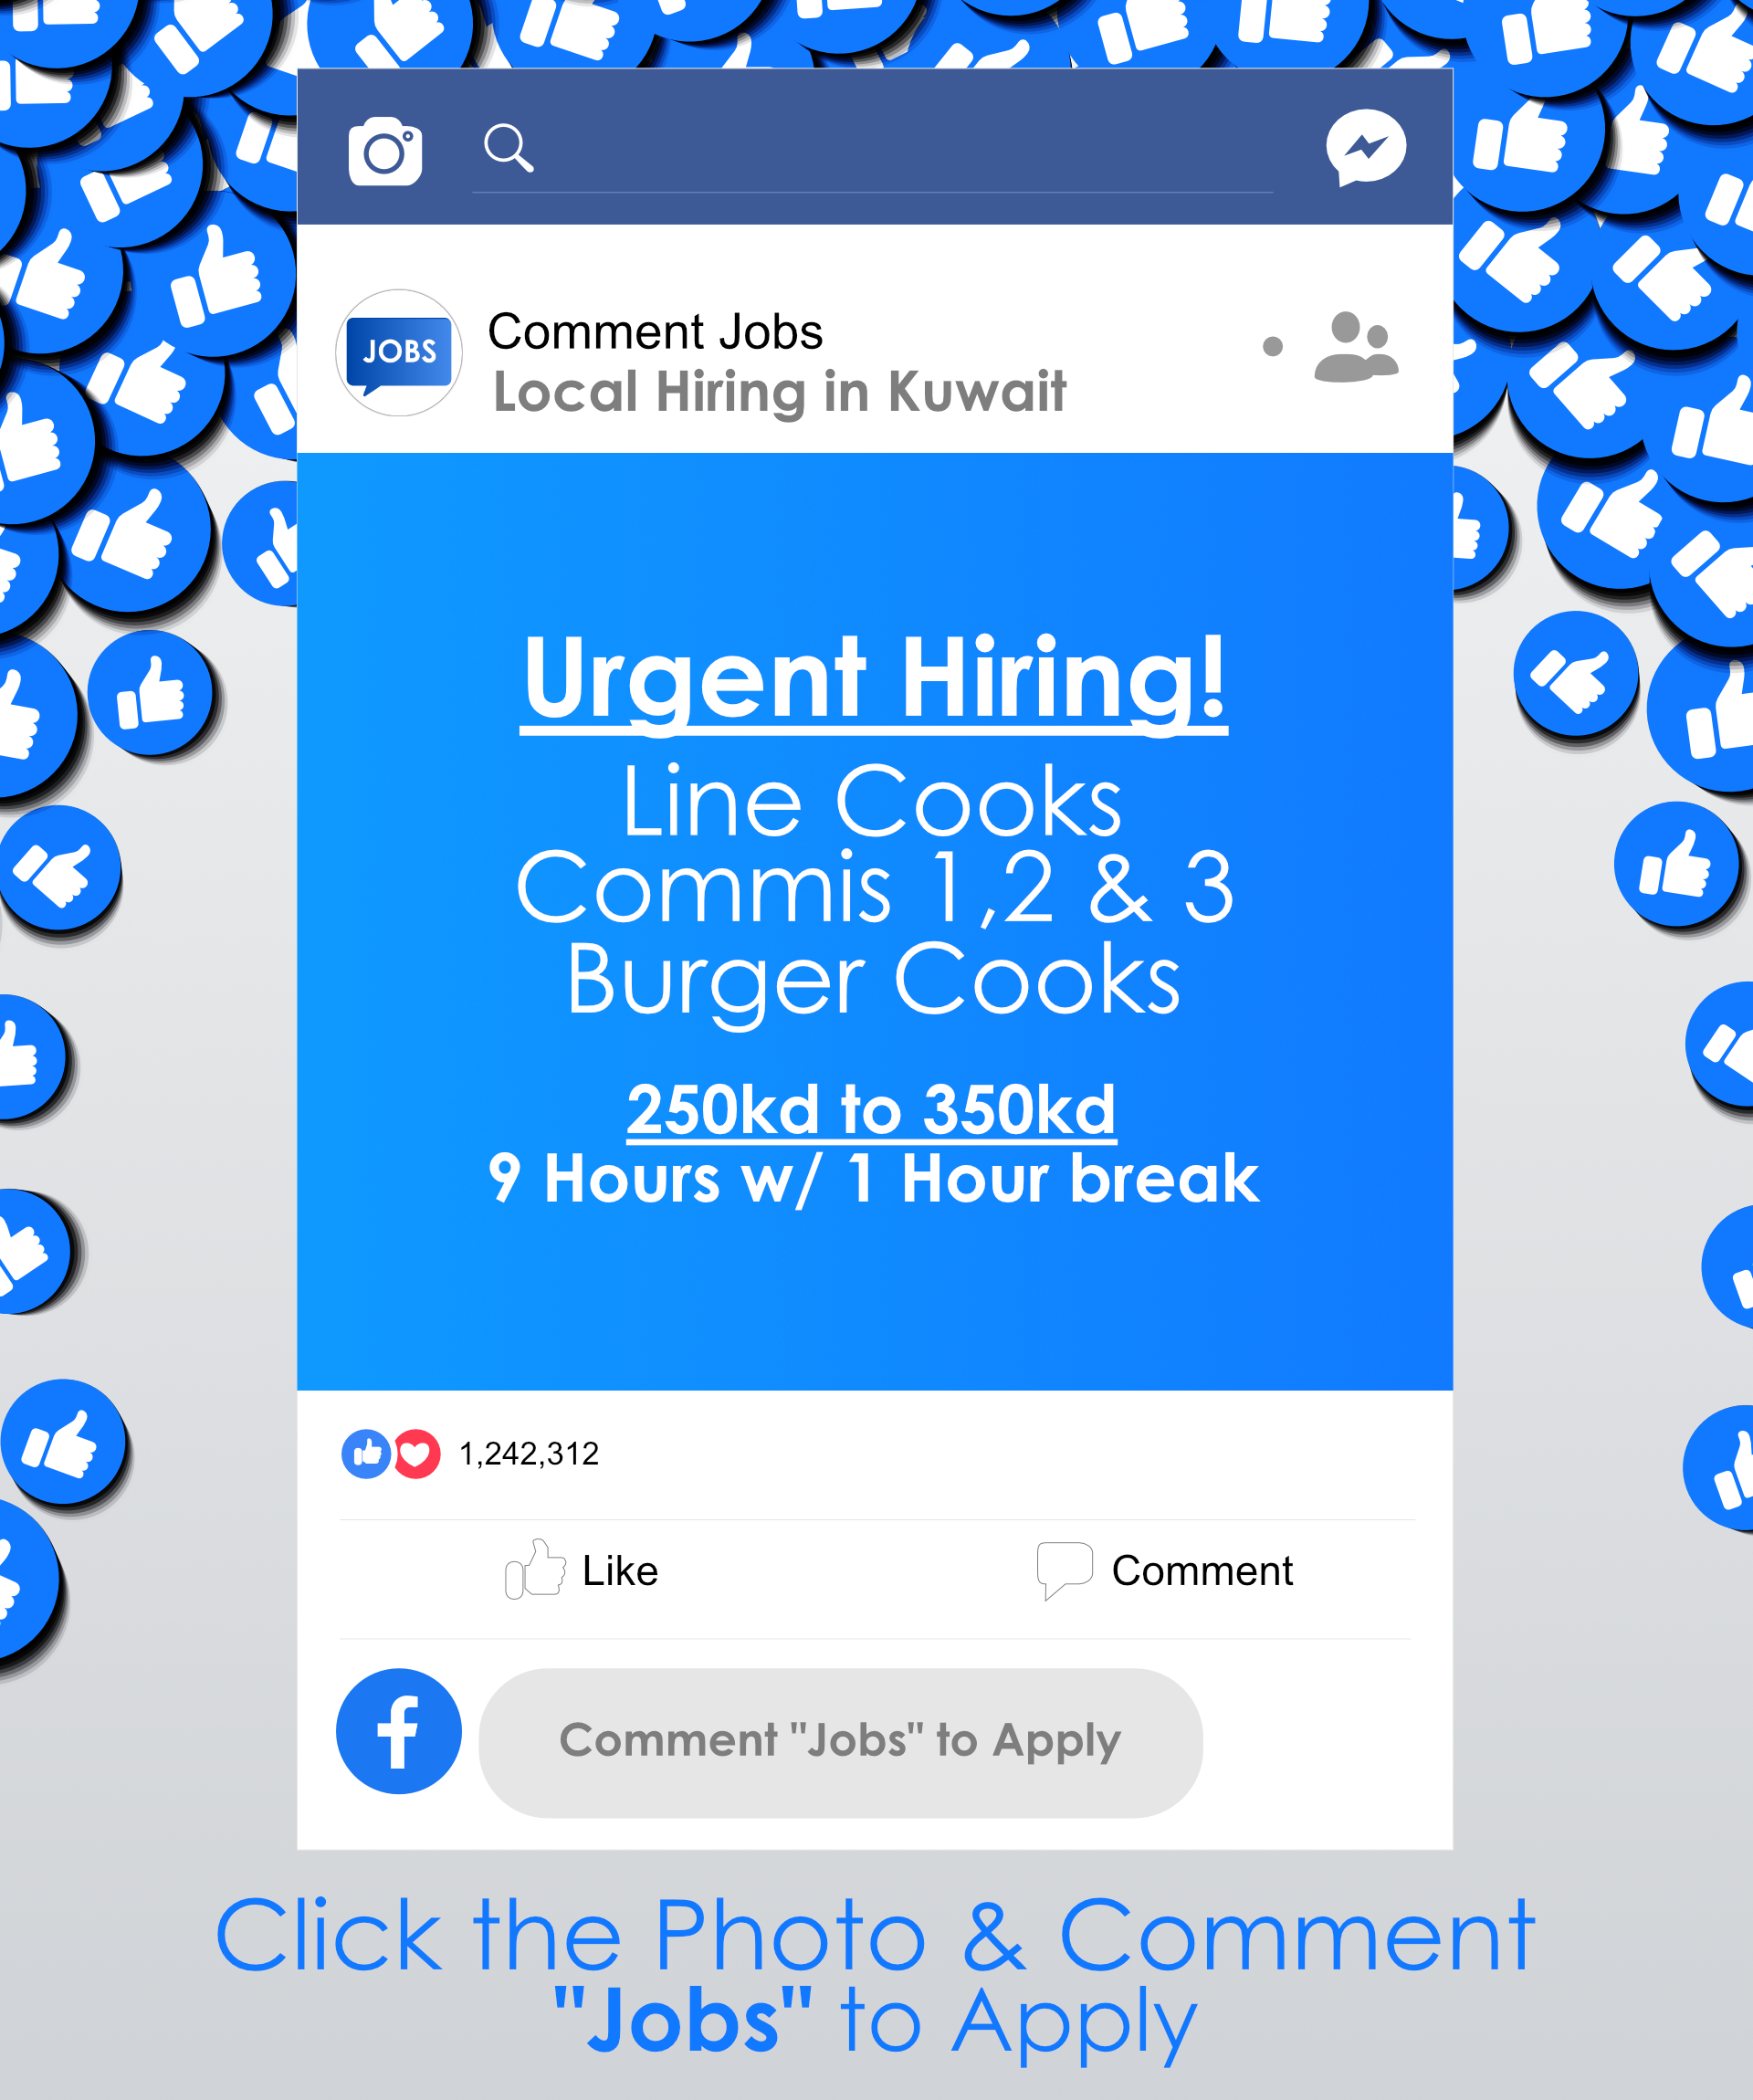 JOBS
Comment Jobs
Local Hiring in Kuwait
Urgent Hiring!
Line Cooks
Commis 1,2 & 3
Burger Cooks
250kd to 350kd
9 Hours w/ 1 Hour break
1,242,312
Like
Comment
f
Comment "Jobs" to Apply
Click the Photo & Comment
"Jobs" to Apply